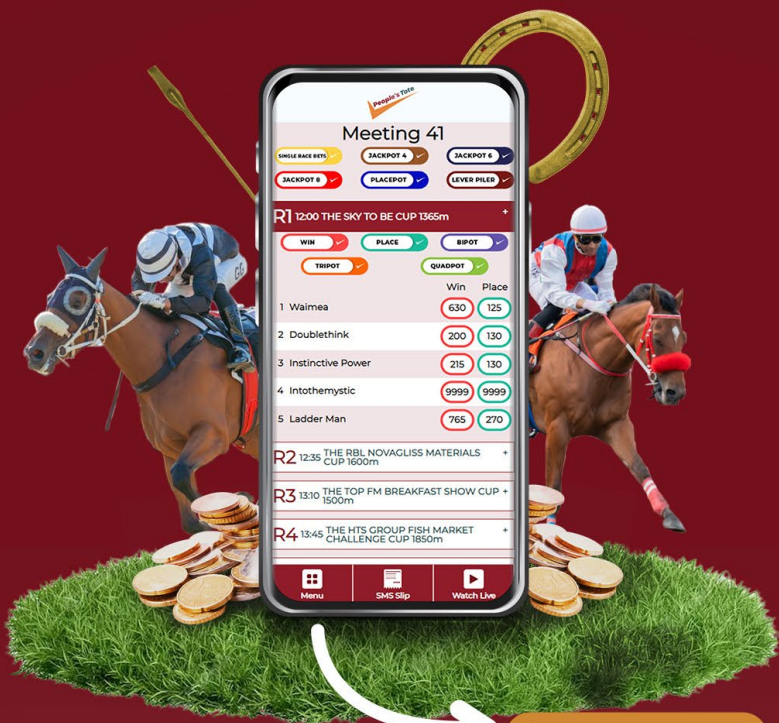 People's Tote
Meeting 41
SINGLE RACE BETS JACKPOT 4 JACKPOT 6
JACKPOT 8 PLACEPOT LEVER PILER
R1 12:00 THE SKY TO BE CUP 1365m +
WIN PLACE BIPOT
TRIPOT QUADPOT
Win Place
1 Waimea 630 125
2 Doublethink 200 130
3 Instinctive Power 215 130
4 Intothemystic 9999 9999
5 Ladder Man 765 270
R2 12:35 THE RBL NOVAGLISS MATERIALS +
CUP 1600m
R3 13:10 THE TOP FM BREAKFAST SHOW CUP +
1500m
R4 13:45 THE HTS GROUP FISH MARKET +
CHALLENGE CUP 1850m
Menu SMS Slip Watch Live